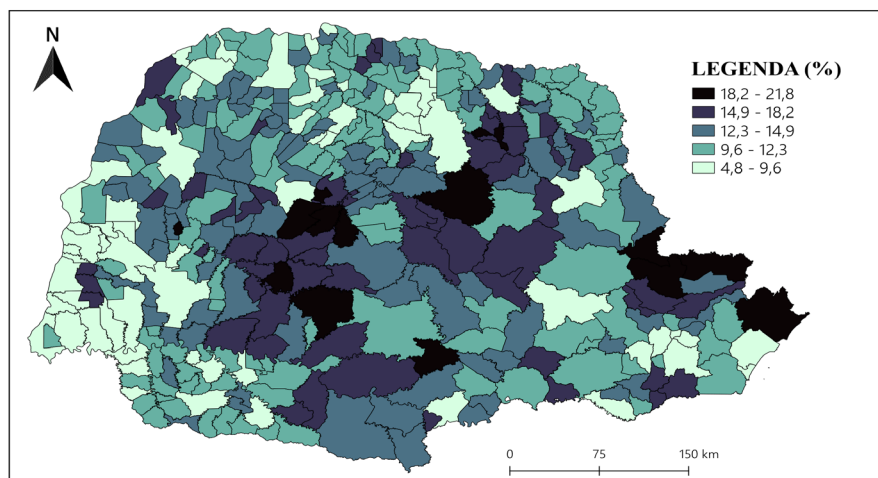 N
LEGENDA (%)
18,2 - 21,8
14,9 - 18,2
12,3 - 14,9
9,6 - 12,3
4,8 - 9,6
0 75 150 km